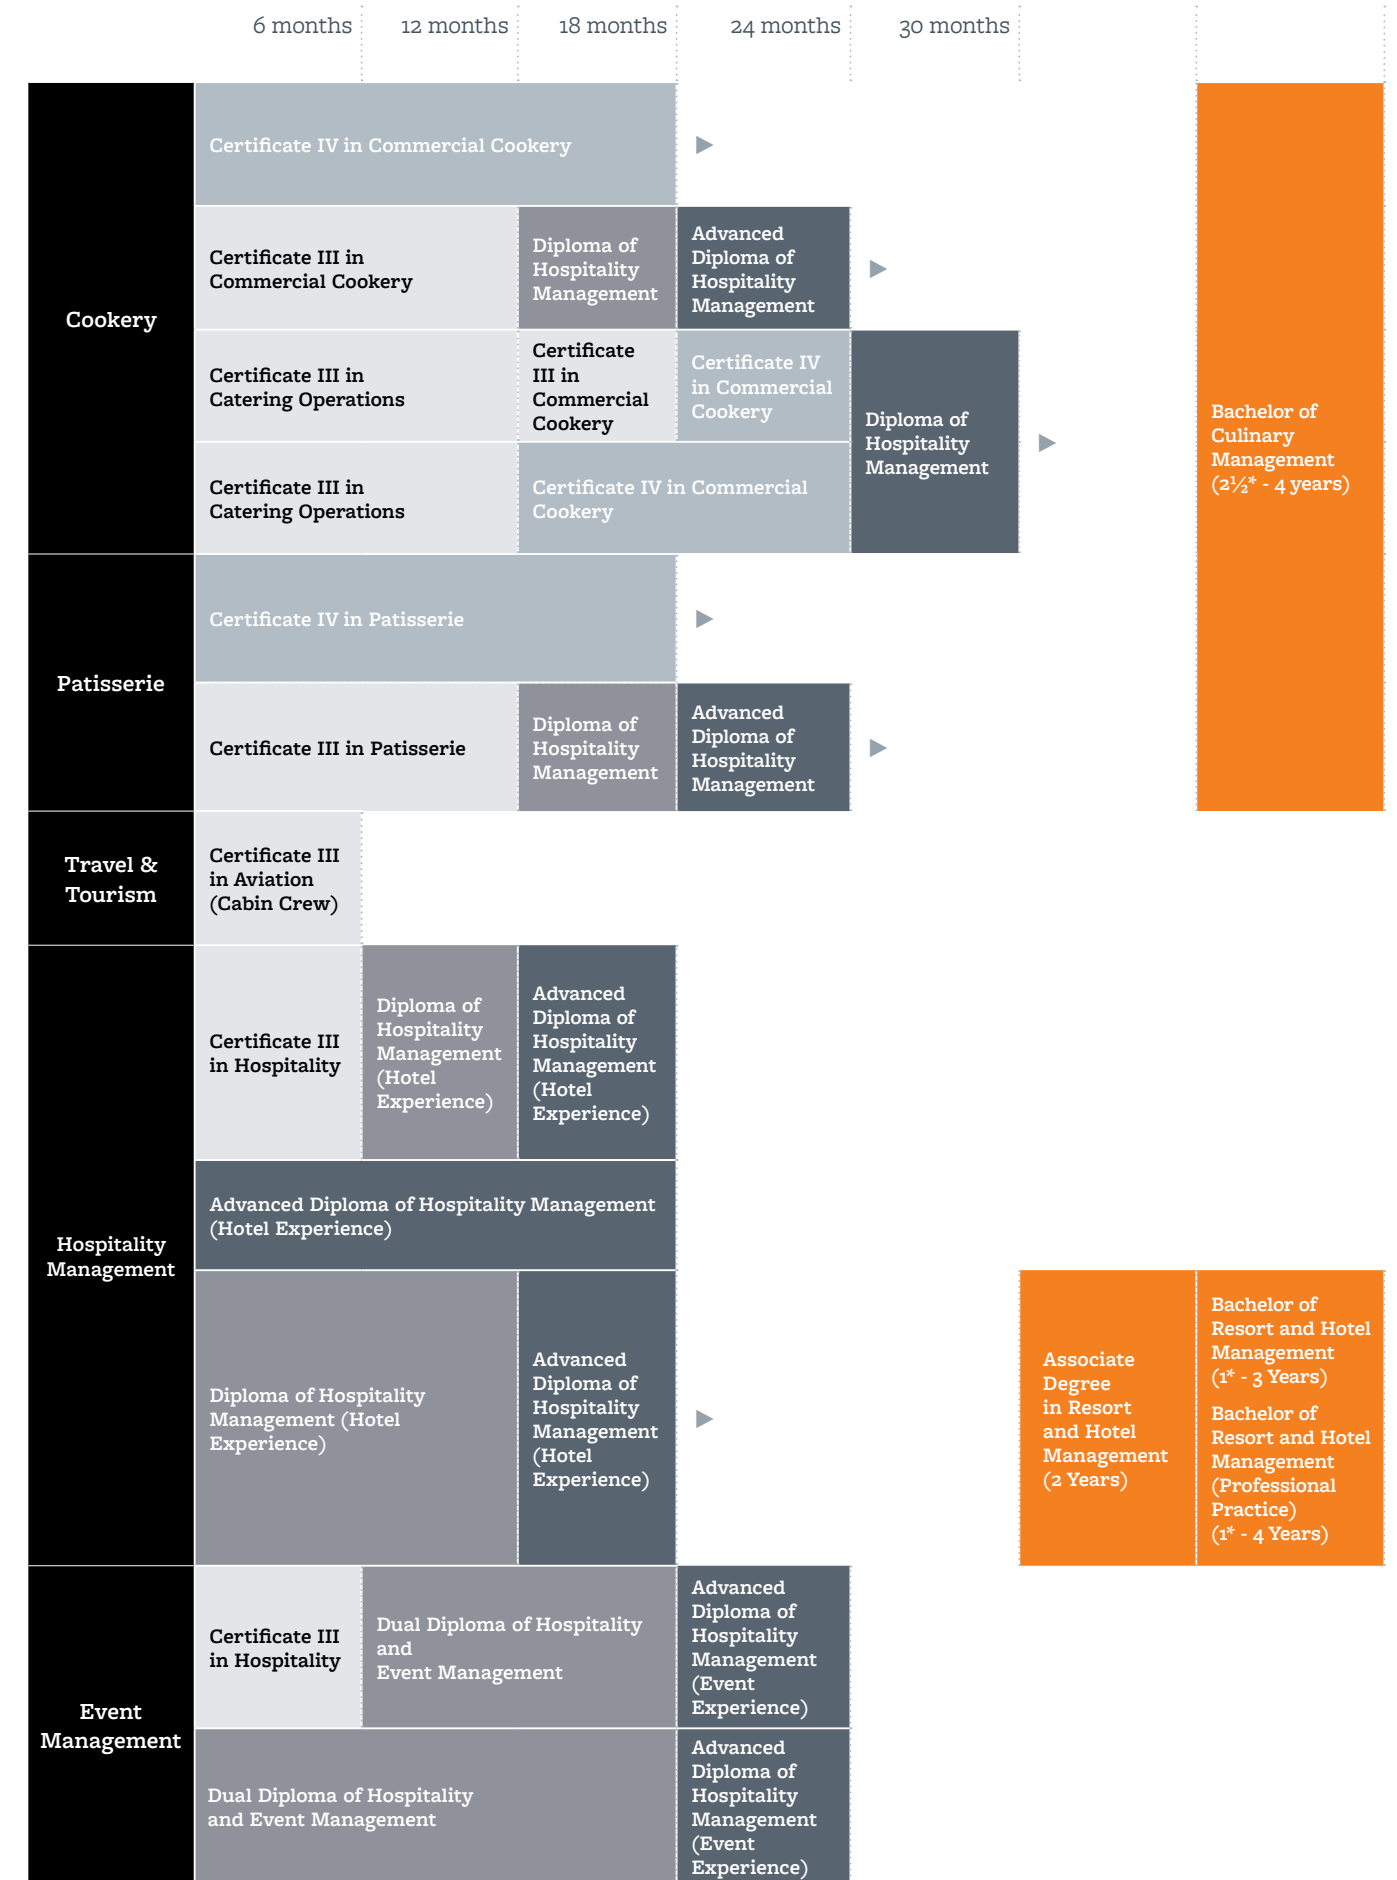 6 months
12 months
18 months
24 months
30 months
Cookery
Certificate IV in Commercial Cookery
Certificate III in
Commercial Cookery
Diploma of
Hospitality
Management
Advanced
Diploma of
Hospitality
Management
Certificate III in
Catering Operations
Certificate
III in
Commercial
Cookery
Certificate IV
in Commercial
Cookery
Diploma of
Hospitality
Management
Certificate III in
Catering Operations
Certificate IV in Commercial
Cookery
Bachelor of
Culinary
Management
(2½* - 4 years)
Patisserie
Certificate IV in Patisserie
Certificate III in Patisserie
Diploma of
Hospitality
Management
Advanced
Diploma of
Hospitality
Management
Travel &
Tourism
Certificate III
in Aviation
(Cabin Crew)
Hospitality
Management
Certificate III
in Hospitality
Diploma of
Hospitality
Management
(Hotel
Experience)
Advanced
Diploma of
Hospitality
Management
(Hotel
Experience)
Advanced Diploma of Hospitality Management
(Hotel Experience)
Diploma of Hospitality
Management (Hotel
Experience)
Advanced
Diploma of
Hospitality
Management
(Hotel
Experience)
Associate
Degree
in Resort
and Hotel
Management
(2 Years)
Bachelor of
Resort and Hotel
Management
(1* - 3 Years)
Bachelor of
Resort and Hotel
Management
(Professional
Practice)
(1* - 4 Years)
Event
Management
Certificate III
in Hospitality
Dual Diploma of Hospitality
and
Event Management
Advanced
Diploma of
Hospitality
Management
(Event
Experience)
Dual Diploma of Hospitality
and Event Management
Advanced
Diploma of
Hospitality
Management
(Event
Experience)